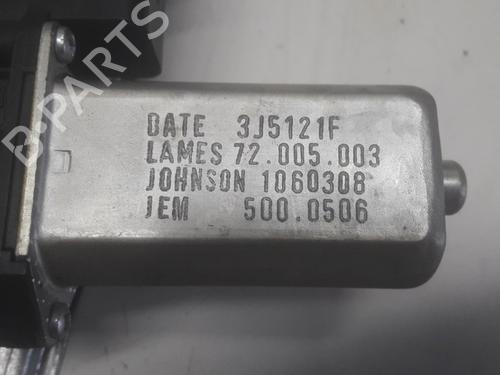 B-PARTS
DATE 3J5121F
LAMES 72.005.003
JOHNSON 1060308
JEM 500.0506